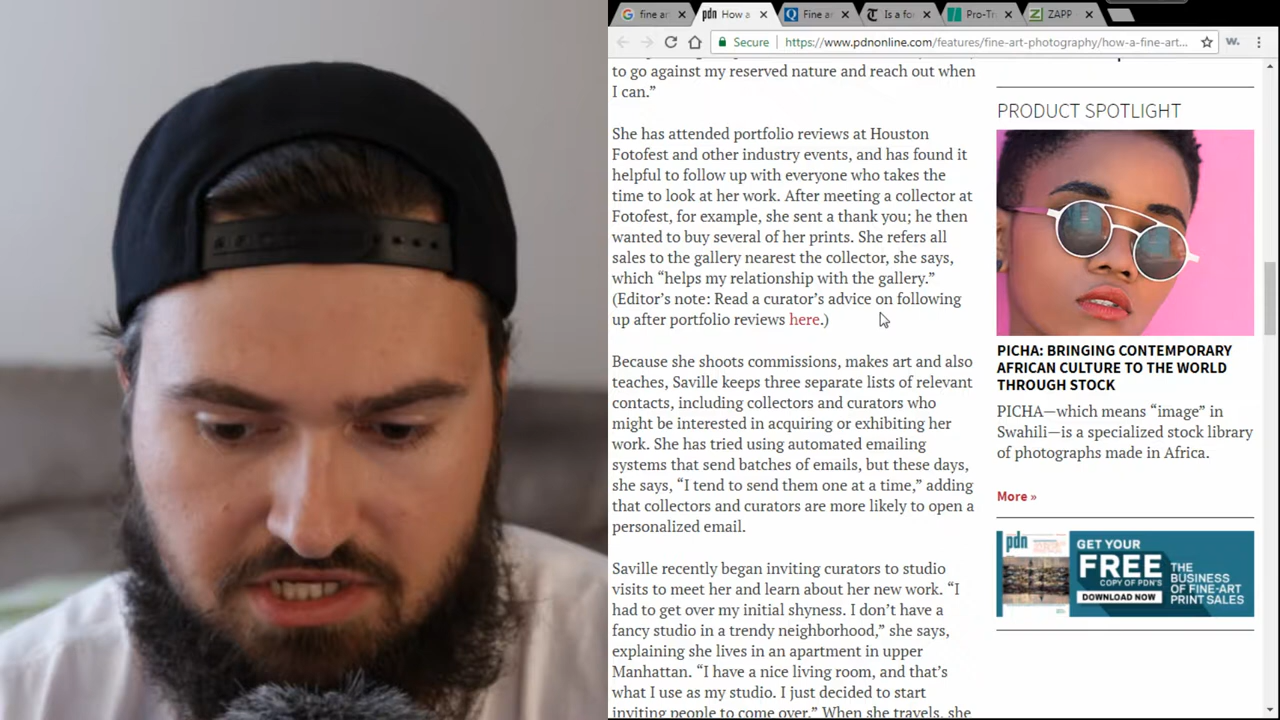 fine ar
pdn How a
Fine ar
Is a fo
Pro-Tr
ZAPP
Secure
https://www.pdnonline.com/features/fine-art-photography/how-a-fine-art...
W.
to go against my reserved nature and reach out when
I can.”
She has attended portfolio reviews at Houston
Fotofest and other industry events, and has found it
helpful to follow up with everyone who takes the
time to look at her work. After meeting a collector at
Fotofest, for example, she sent a thank you; he then
wanted to buy several of her prints. She refers all
sales to the gallery nearest the collector, she says,
which “helps my relationship with the gallery.”
(Editor’s note: Read a curator’s advice on following
up after portfolio reviews here.)
Because she shoots commissions, makes art and also
teaches, Saville keeps three separate lists of relevant
contacts, including collectors and curators who
might be interested in acquiring or exhibiting her
work. She has tried using automated emailing
systems that send batches of emails, but these days,
she says, “I tend to send them one at a time,” adding
that collectors and curators are more likely to open a
personalized email.
Saville recently began inviting curators to studio
visits to meet her and learn about her new work. “I
had to get over my initial shyness. I don’t have a
fancy studio in a trendy neighborhood,” she says,
explaining she lives in an apartment in upper
Manhattan. “I have a nice living room, and that’s
what I use as my studio. I just decided to start
inviting people to come over.” When she travels, she
PRODUCT SPOTLIGHT
PICHA: BRINGING CONTEMPORARY
AFRICAN CULTURE TO THE WORLD
THROUGH STOCK
PICHA—which means “image” in
Swahili—is a specialized stock library
of photographs made in Africa.
More »
pdn
GET YOUR
FREE
COPY OF PDN'S
DOWNLOAD NOW
THE
BUSINESS
OF FINE-ART
PRINT SALES